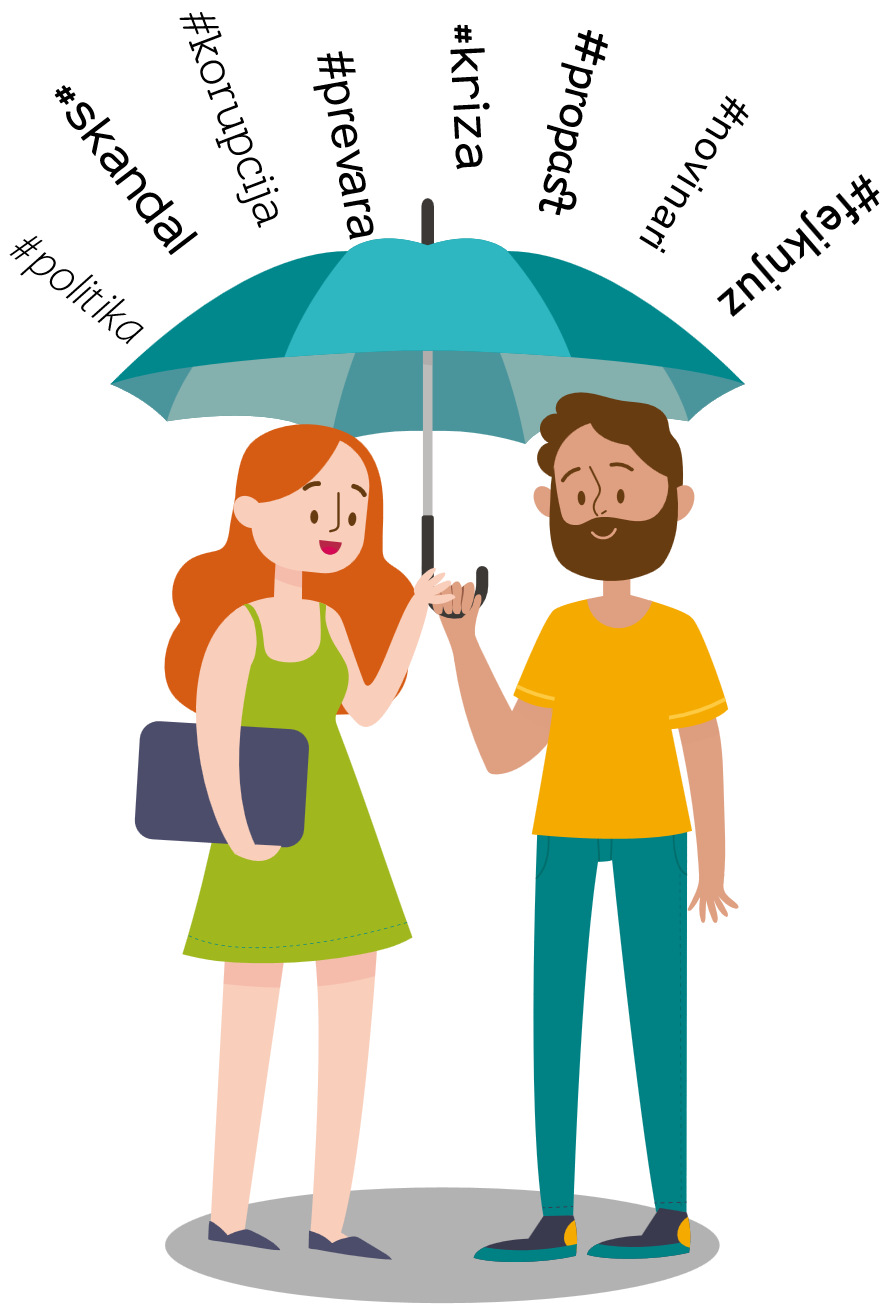 #politika
#skandal
#korupcija
#prevara
#kriza
#propast
#novinari
#fejknjuz